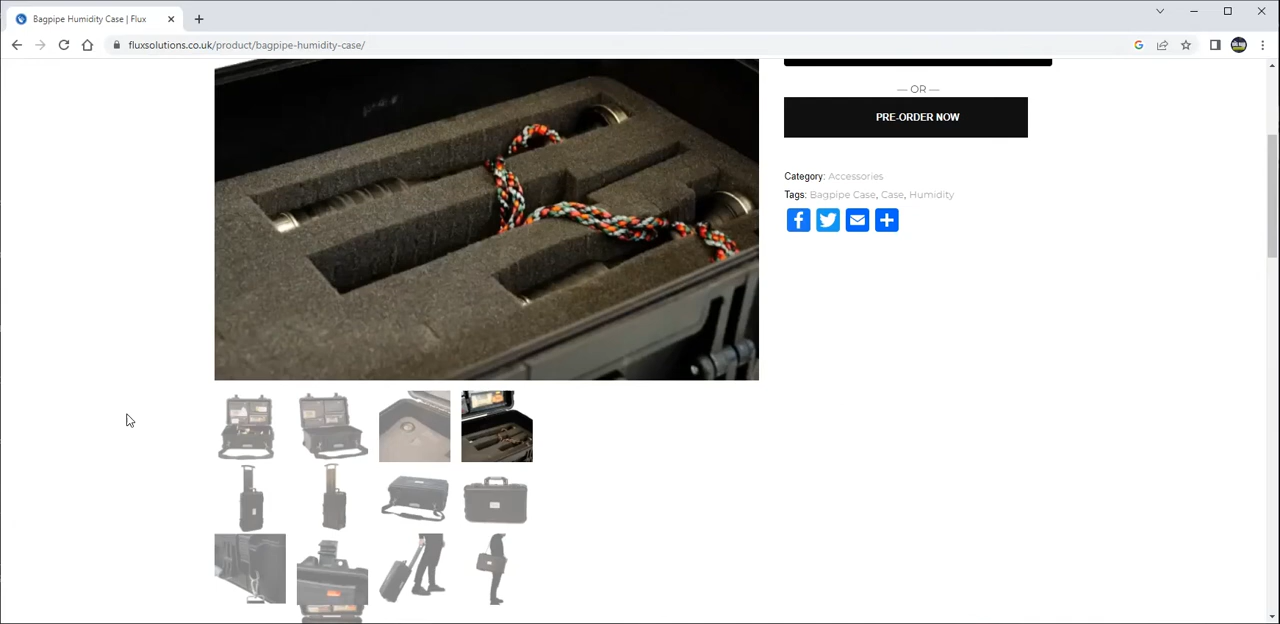 Bagpipe Humidity Case | Flux
fluxsolutions.co.uk/product/bagpipe-humidity-case/
— OR —
PRE-ORDER NOW
Category: Accessories
Tags: Bagpipe Case, Case, Humidity